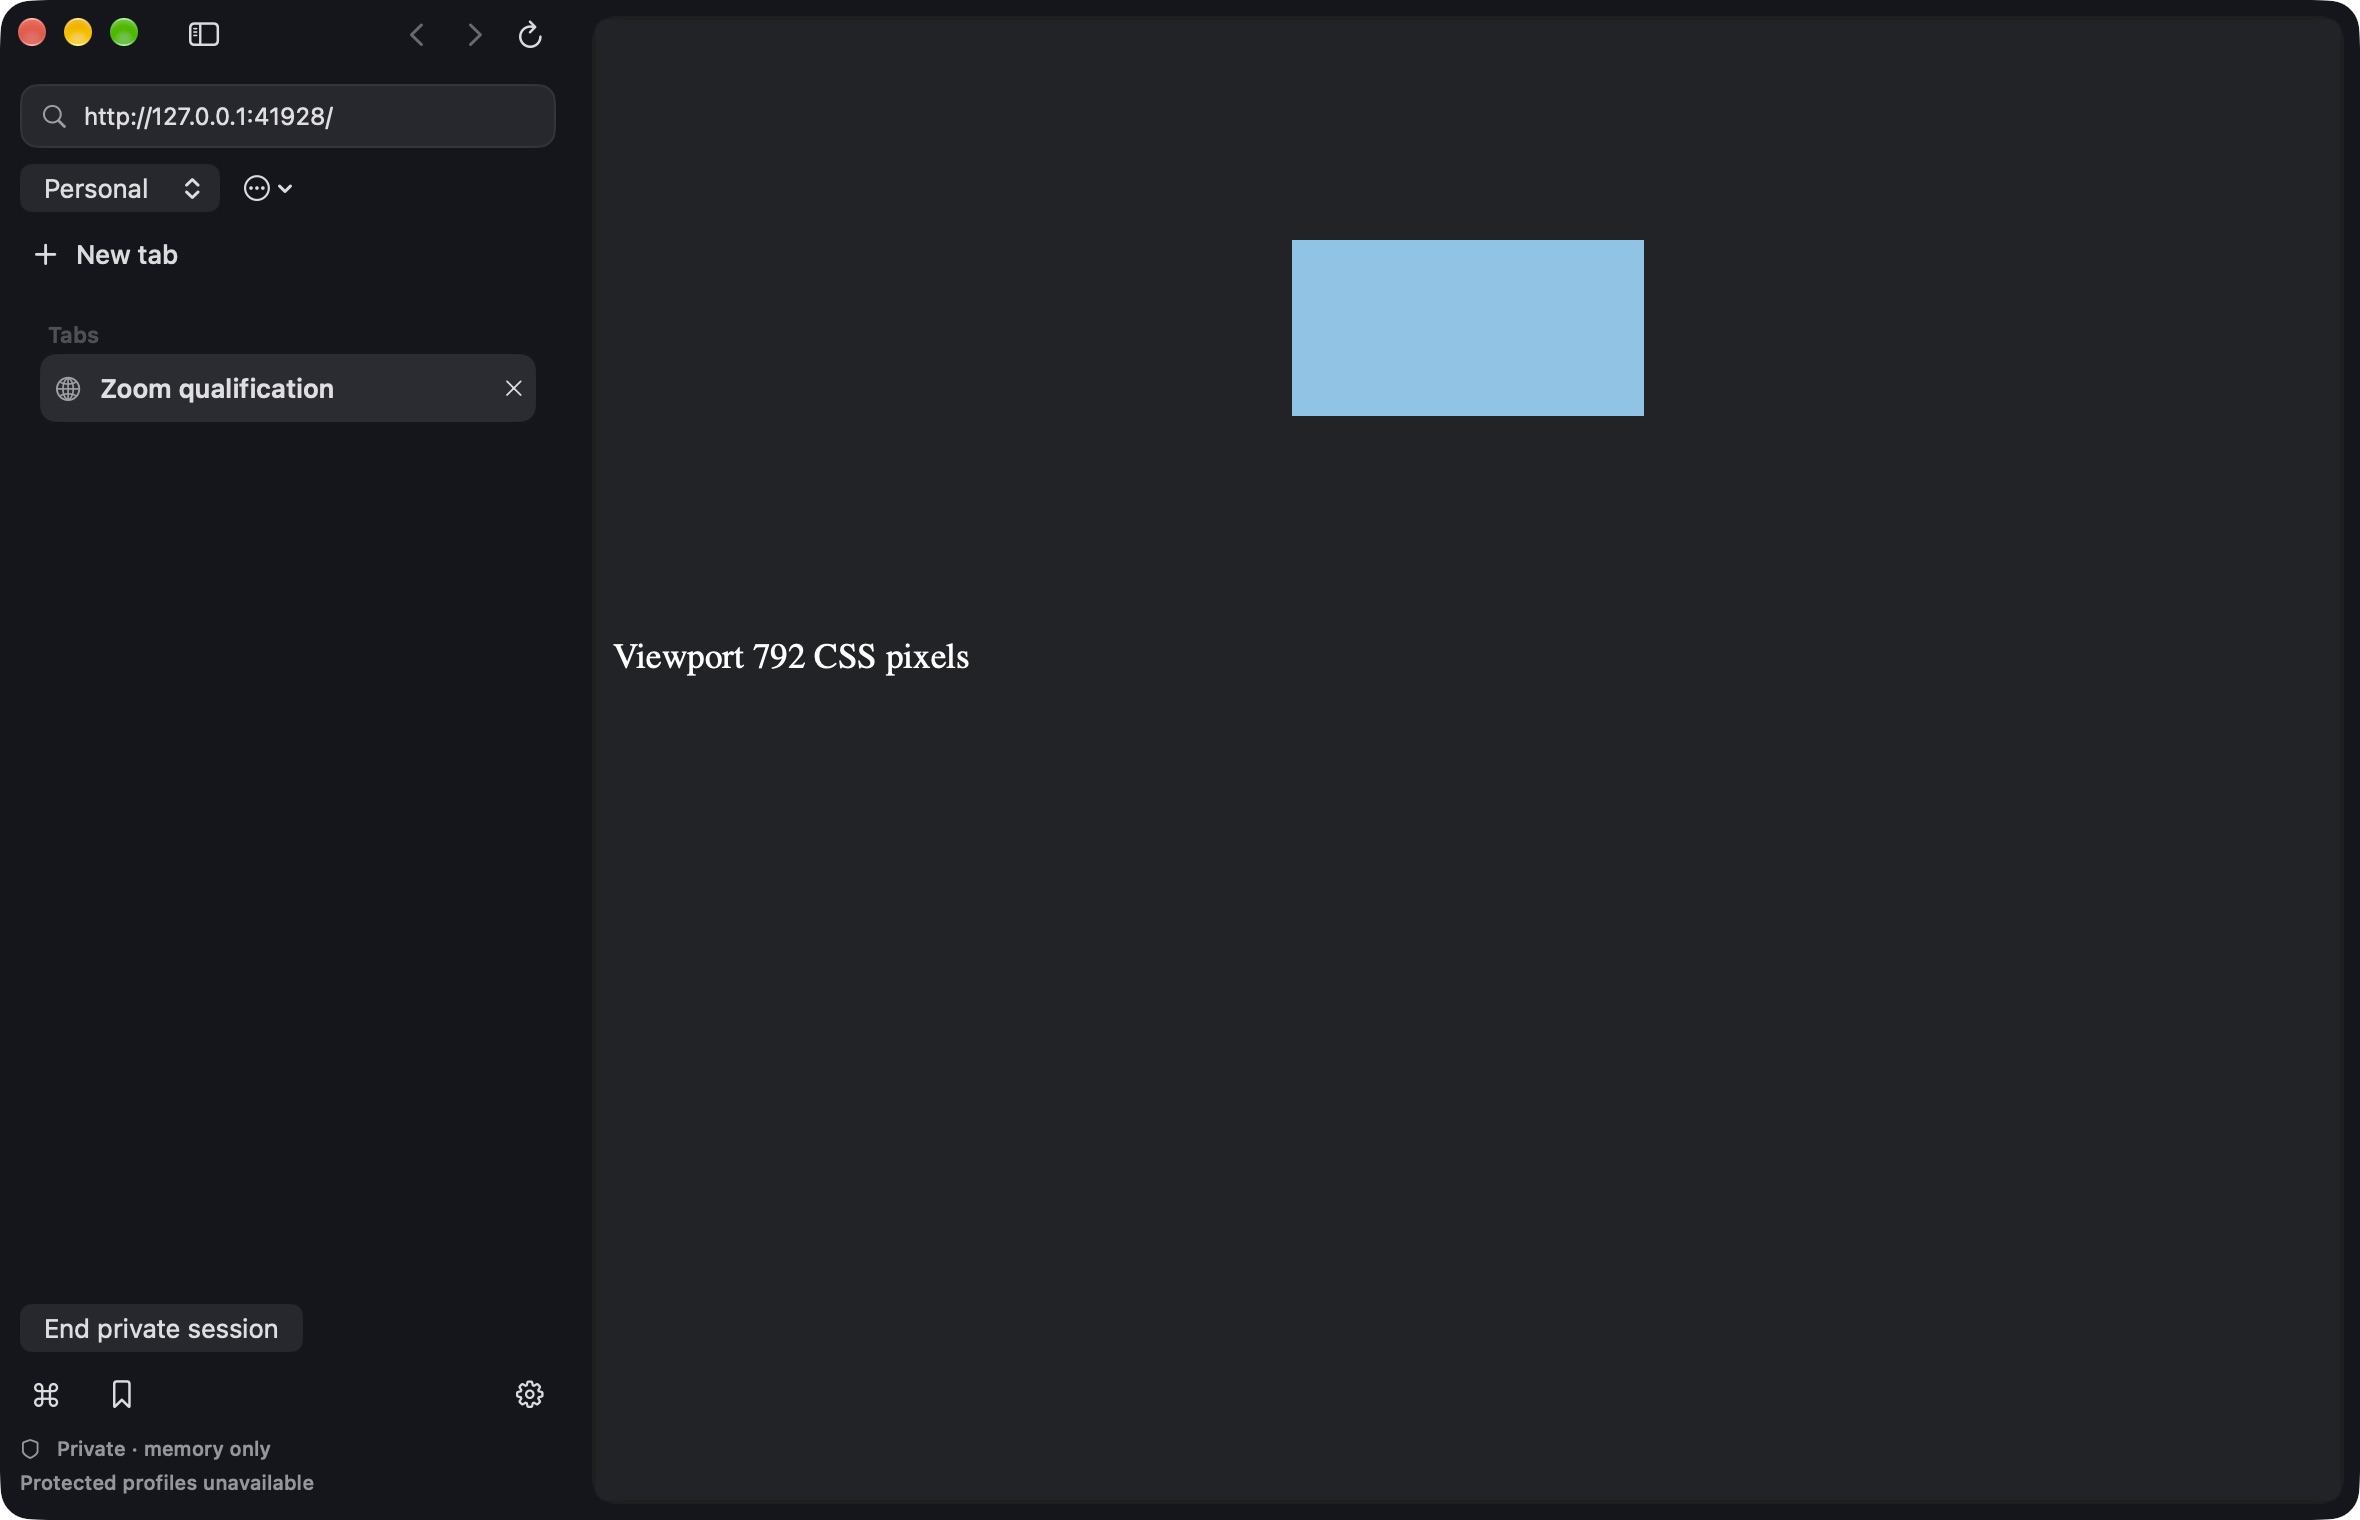 http://127.0.0.1:41928/
Personal
New tab
Tabs
Zoom qualification
Viewport 792 CSS pixels
End private session
Private · memory only
Protected profiles unavailable